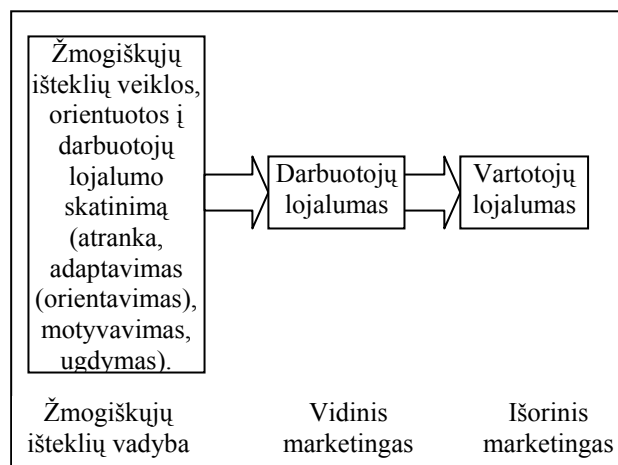 Žmogiškųjų
išteklių veiklos,
orientuotos į
darbuotojų
lojalumo
skatinimą
(atranka,
adaptavimas
(orientavimas),
motyvavimas,
ugdymas).
Darbuotojų
lojalumas
Vartotojų
lojalumas
Žmogiškųjų
išteklių vadyba
Vidinis
marketingas
Išorinis
marketingas